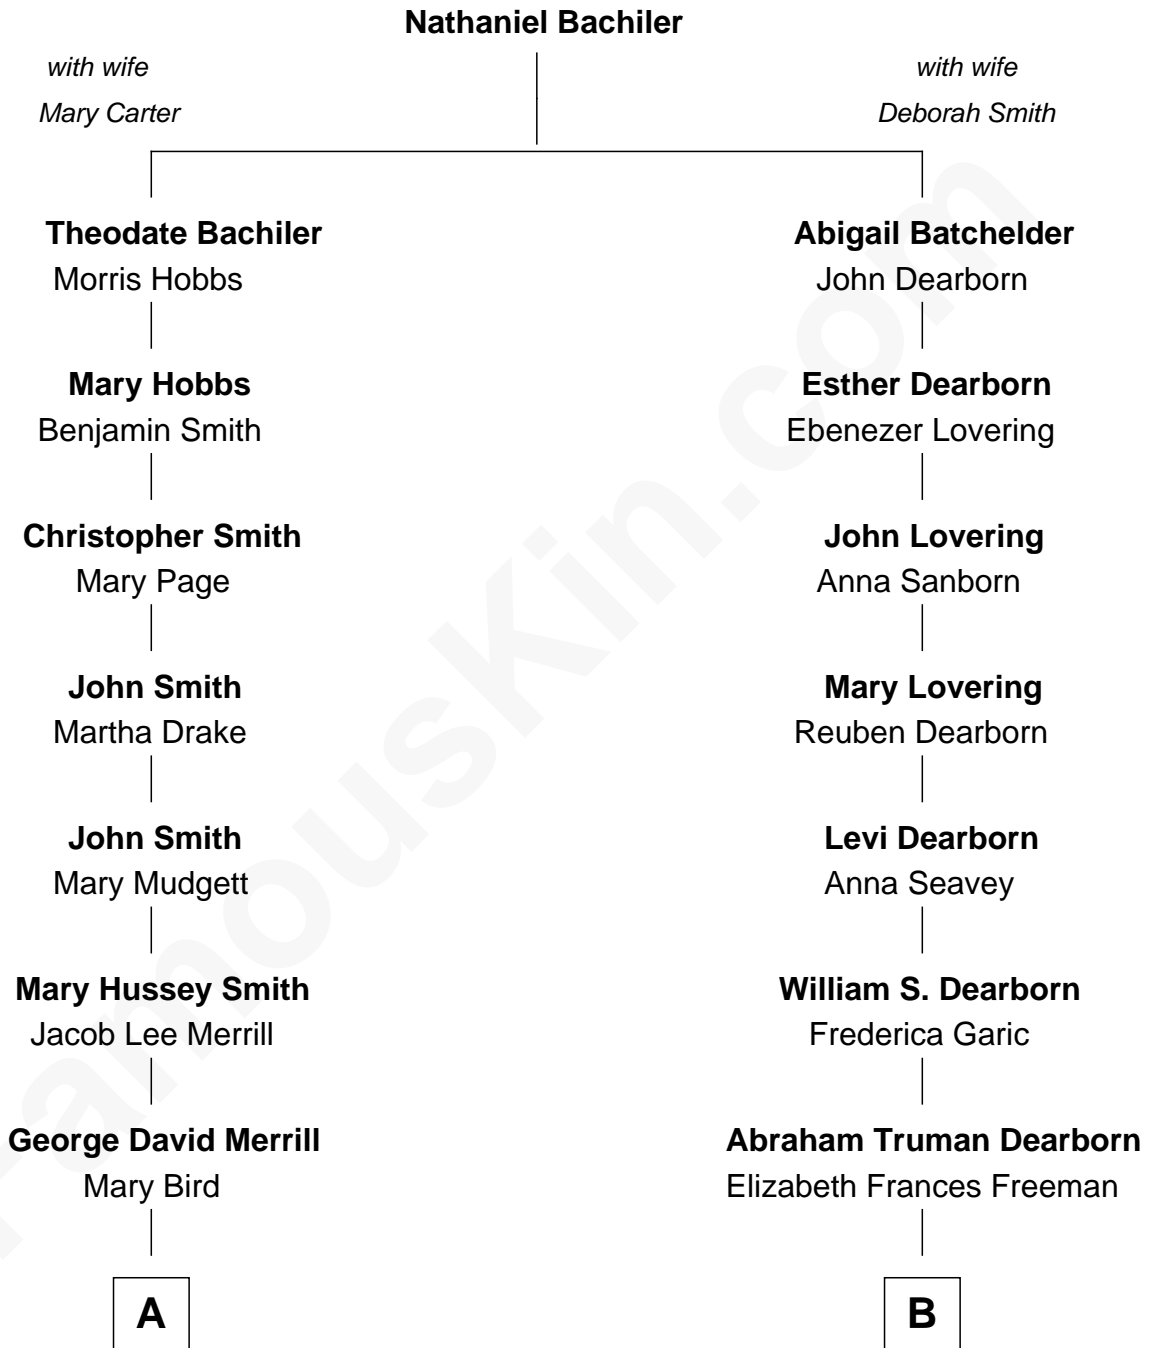 Nathaniel Bachiler
with wife
Mary Carter
with wife
Deborah Smith
Theodate Bachiler
Morris Hobbs
Mary Hobbs
Benjamin Smith
Christopher Smith
Mary Page
John Smith
Martha Drake
John Smith
Mary Mudgett
Mary Hussey Smith
Jacob Lee Merrill
George David Merrill
Mary Bird
A
Abigail Batchelder
John Dearborn
Esther Dearborn
Ebenezer Lovering
John Lovering
Anna Sanborn
Mary Lovering
Reuben Dearborn
Levi Dearborn
Anna Seavey
William S. Dearborn
Frederica Garic
Abraham Truman Dearborn
Elizabeth Frances Freeman
B
FamousKin.com